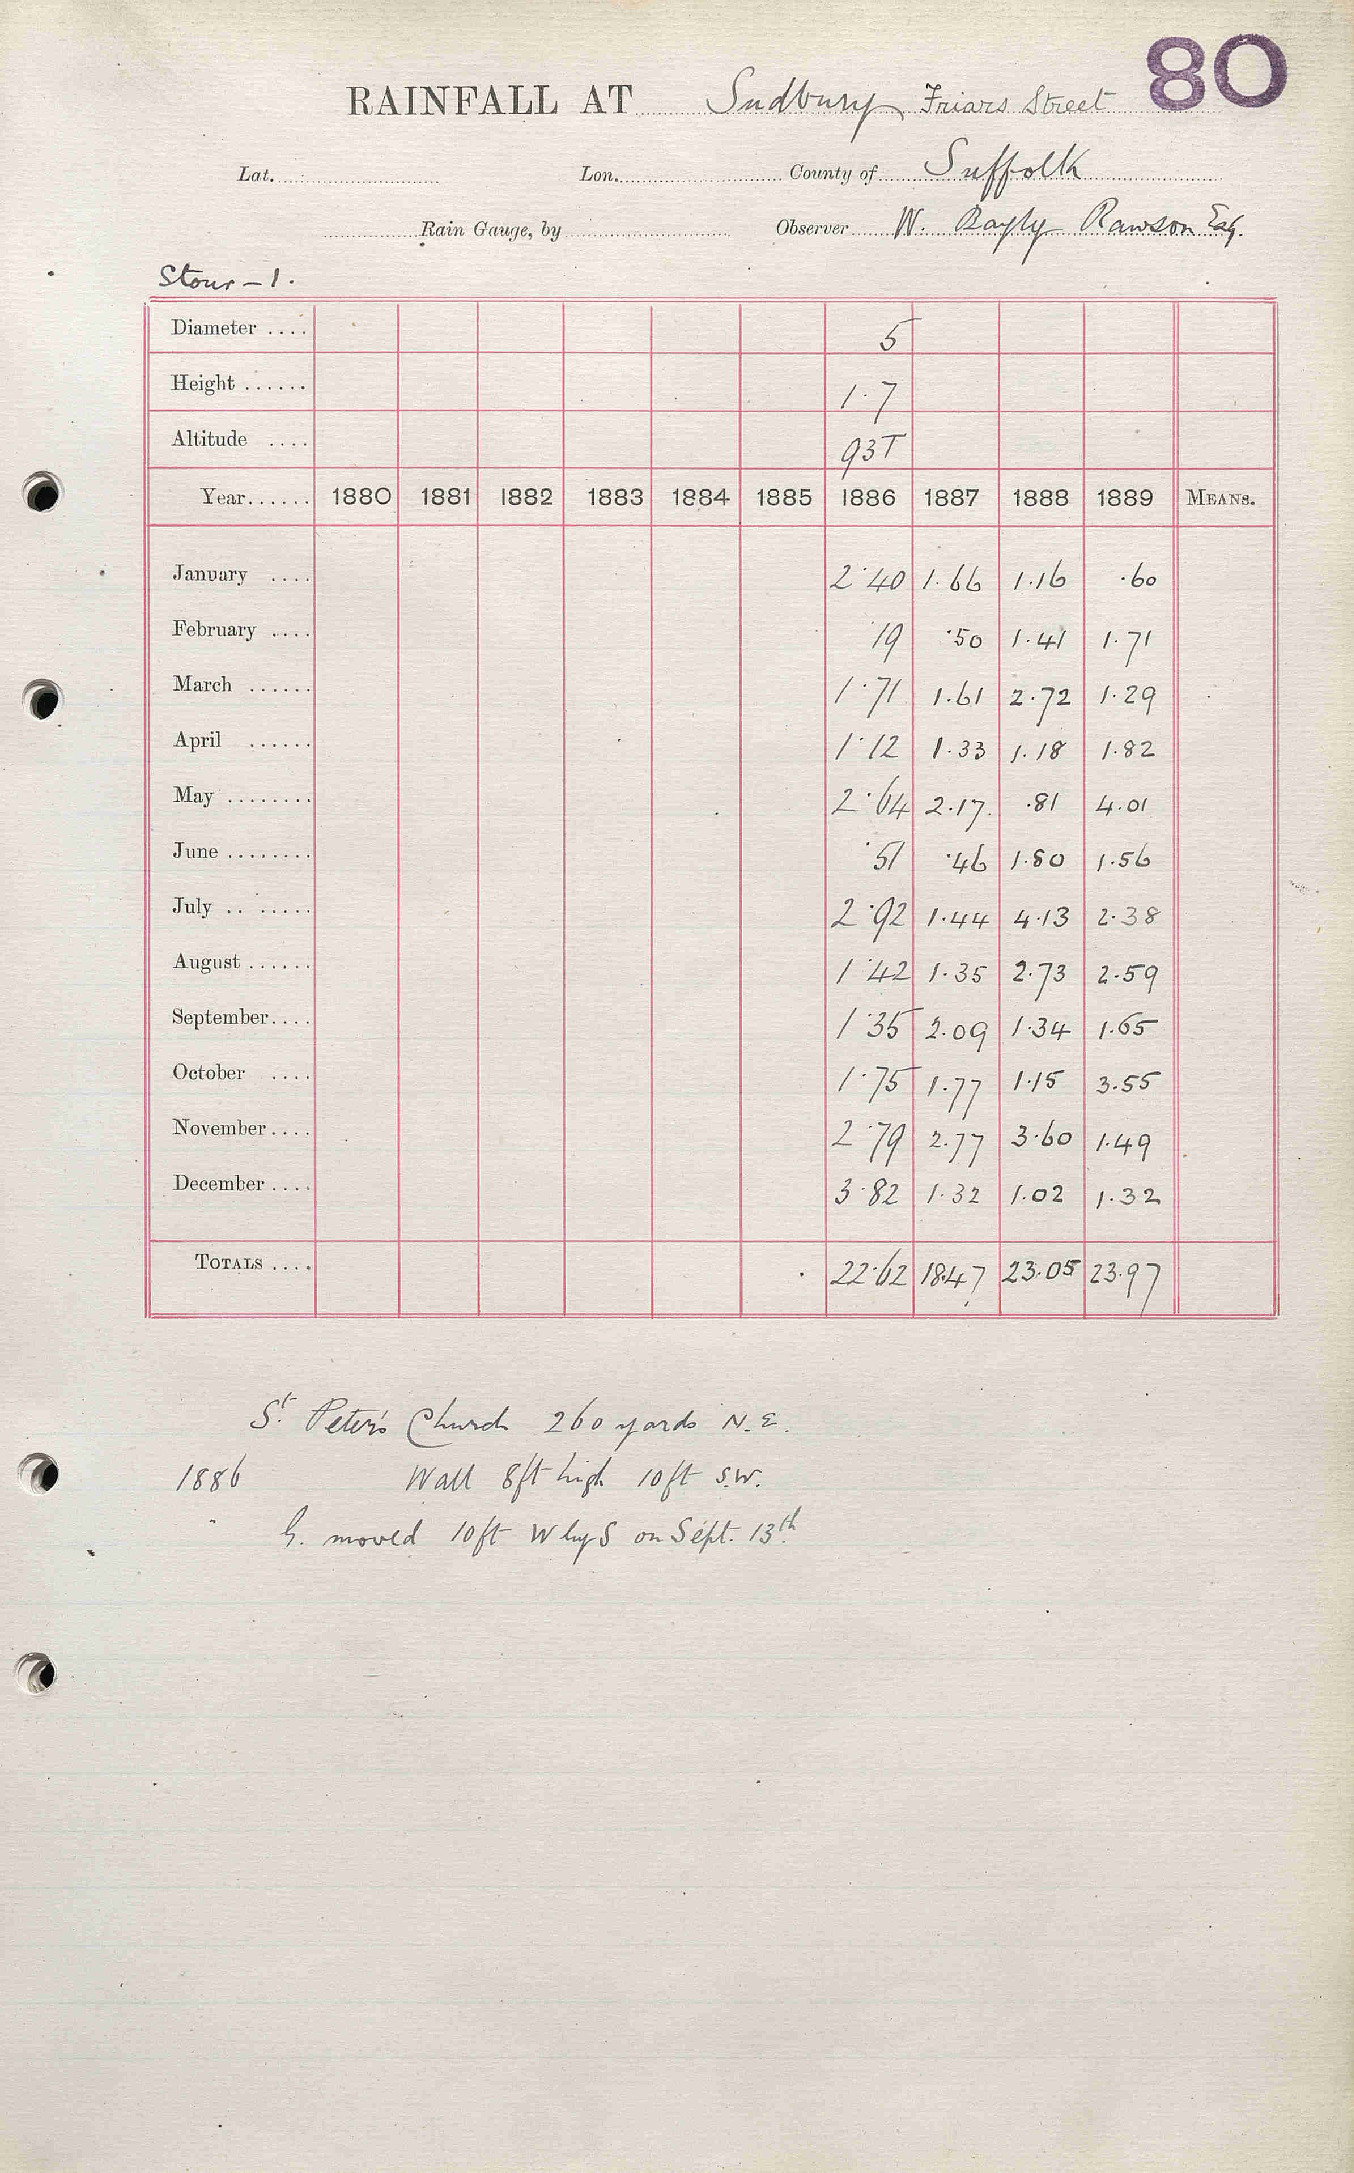 80
RAINFALL AT Sudbury Friars Street
Lat. Lon. County of Suffolk
Rain Gauge, by Observer W. Bayly Rawson Esq.
Stour - 1.
Diameter .... 5
Height ...... 1.7
Altitude .... 93T
Year...... 1880 1881 1882 1883 1884 1885 1886 1887 1888 1889 MEANS.
January .... 2.40 1.66 1.16 .60
February .... .19 .50 1.41 1.71
March ...... 1.71 1.61 2.72 1.29
April ...... 1.12 1.33 1.18 1.82
May ........ 2.64 2.17 .81 4.01
June ........ .51 .46 1.80 1.56
July .. ..... 2.92 1.44 4.13 2.38
August ...... 1.42 1.35 2.73 2.59
September.... 1.35 2.09 1.34 1.65
October .... 1.75 1.77 1.15 3.55
November.... 2.79 2.77 3.60 1.49
December .... 3.82 1.32 1.02 1.32
TOTALS .... 22.62 18.47 23.05 23.97
St. Peter's Church 260 yards N.E.
1886 Wall 8ft high 10ft S.W.
" G. moved 10ft W by S on Sept. 13th